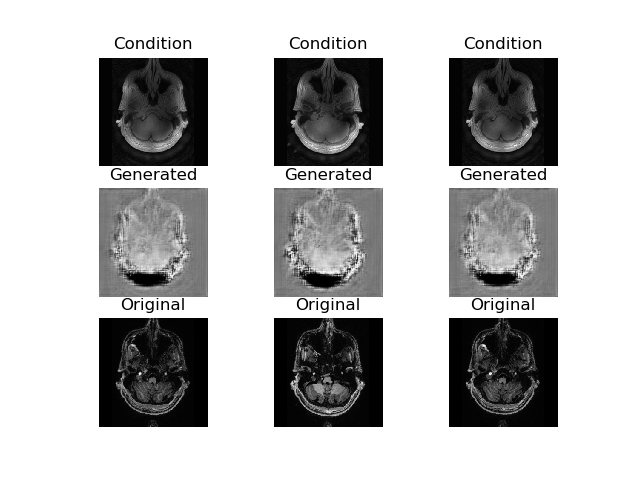 Condition Condition Condition
Generated Generated Generated
Original Original Original